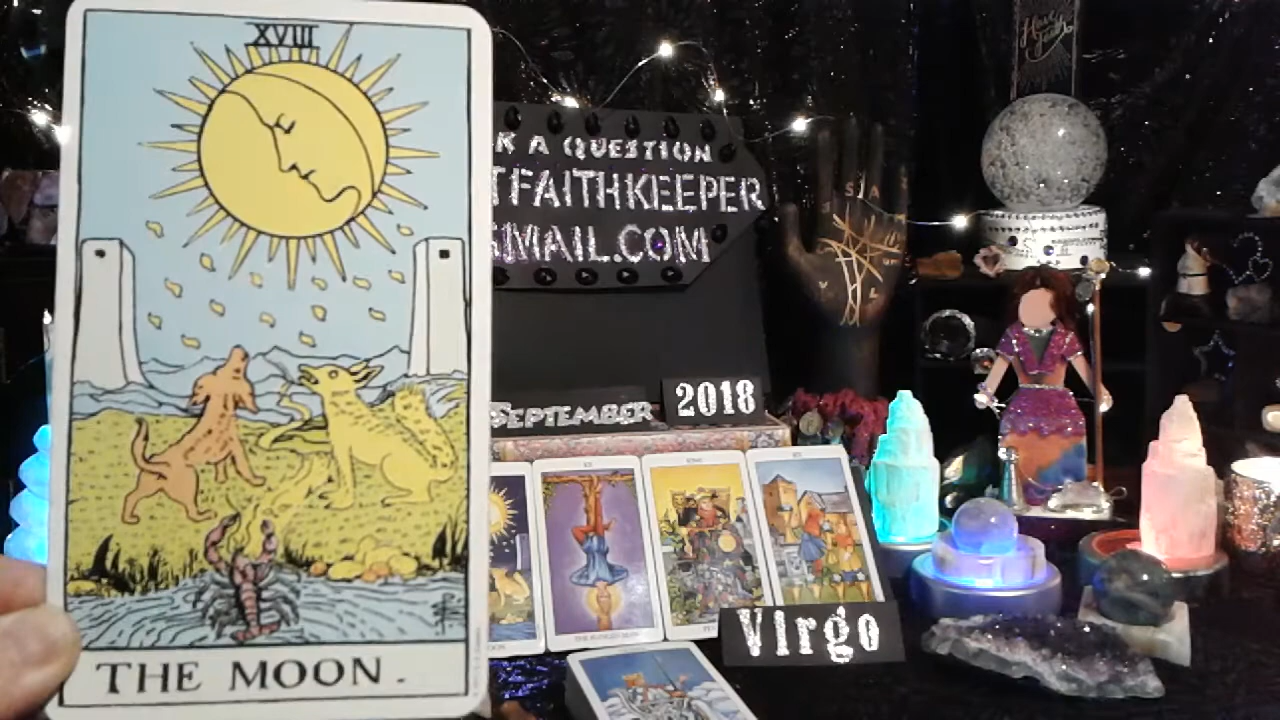 XVIII
THE MOON.
K A QUESTION
TFAITHKEEPER
GMAIL.COM
SEPTEMBER
2018
VIrgo